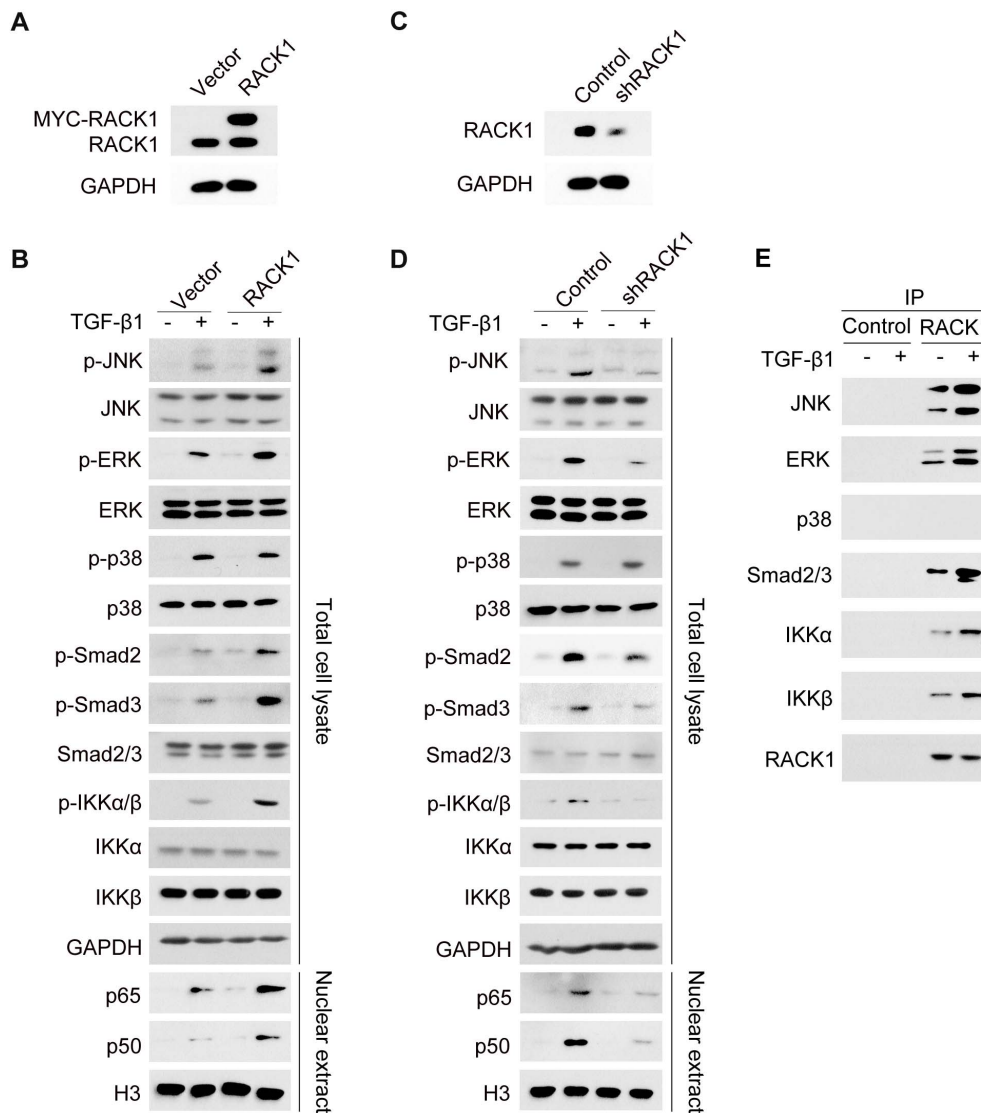 A
Vector
RACK1
MYC-RACK1
RACK1
GAPDH
C
Control
shRACK1
RACK1
GAPDH
B
Vector
RACK1
TGF-β1 - + - +
p-JNK
JNK
p-ERK
ERK
p-p38
p38
p-Smad2
p-Smad3
Smad2/3
p-IKKα/β
IKKα
IKKβ
GAPDH
Total cell lysate
p65
p50
H3
Nuclear extract
D
Control
shRACK1
TGF-β1 - + - +
p-JNK
JNK
p-ERK
ERK
p-p38
p38
p-Smad2
p-Smad3
Smad2/3
p-IKKα/β
IKKα
IKKβ
GAPDH
Total cell lysate
p65
p50
H3
Nuclear extract
E
IP
Control RACK
TGF-β1 - + - +
JNK
ERK
p38
Smad2/3
IKKα
IKKβ
RACK1